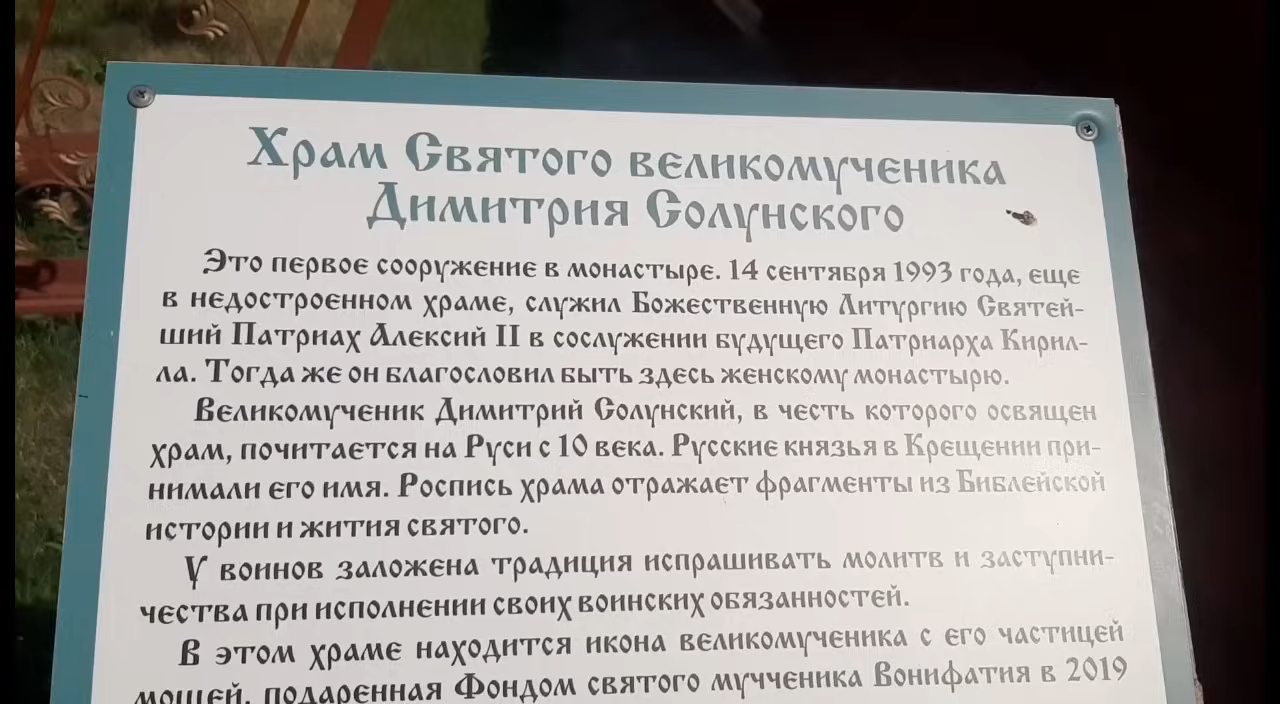 Храм Святого великомученика
Димитрия Солунского
Это первое сооружение в монастыре. 14 сентября 1993 года, еще
в недостроенном храме, служил Божественную Литургию Святей-
ший Патриах Алексий II в сослужении будущего Патриарха Кирил-
ла. Тогда же он благословил быть здесь женскому монастырю.
Великомученик Димитрий Солунский, в честь которого освящен
храм, почитается на Руси с 10 века. Русские князья в Крещении при-
нимали его имя. Роспись храма отражает фрагменты из Библейской
истории и жития святого.
У воинов заложена традиция испрашивать молитв и заступни-
чества при исполнении своих воинских обязанностей.
В этом храме находится икона великомученика с его частицей
мощей, подаренная Фондом святого мучченика Вонифатия в 2019